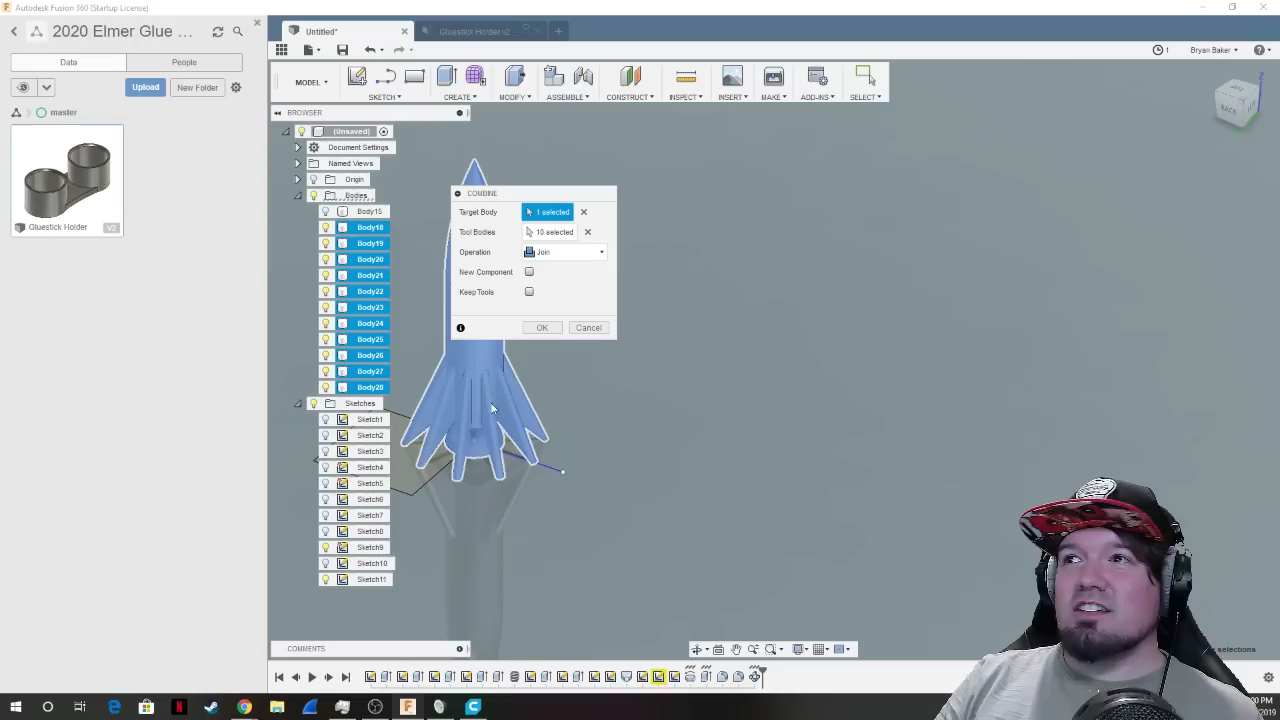 Autodesk Fusion 360 (Startup License)
2020 Elmer Glue ...
Untitled*
Gluestick Holder v2
1
Bryan Baker
Data
People
MODEL
SKETCH
CREATE
MODIFY
ASSEMBLE
CONSTRUCT
INSPECT
INSERT
MAKE
ADD-INS
SELECT
Upload
New Folder
master
Gluestick Holder
V2
BROWSER
(Unsaved)
Document Settings
Named Views
Origin
Bodies
Body15
Body18
Body19
Body20
Body21
Body22
Body23
Body24
Body25
Body26
Body27
Body28
Sketches
Sketch1
Sketch2
Sketch3
Sketch4
Sketch5
Sketch6
Sketch7
Sketch8
Sketch9
Sketch10
Sketch11
COMBINE
Target Body
1 selected
Tool Bodies
10 selected
Operation
Join
New Component
Keep Tools
OK
Cancel
BACK
Z
COMMENTS
selections